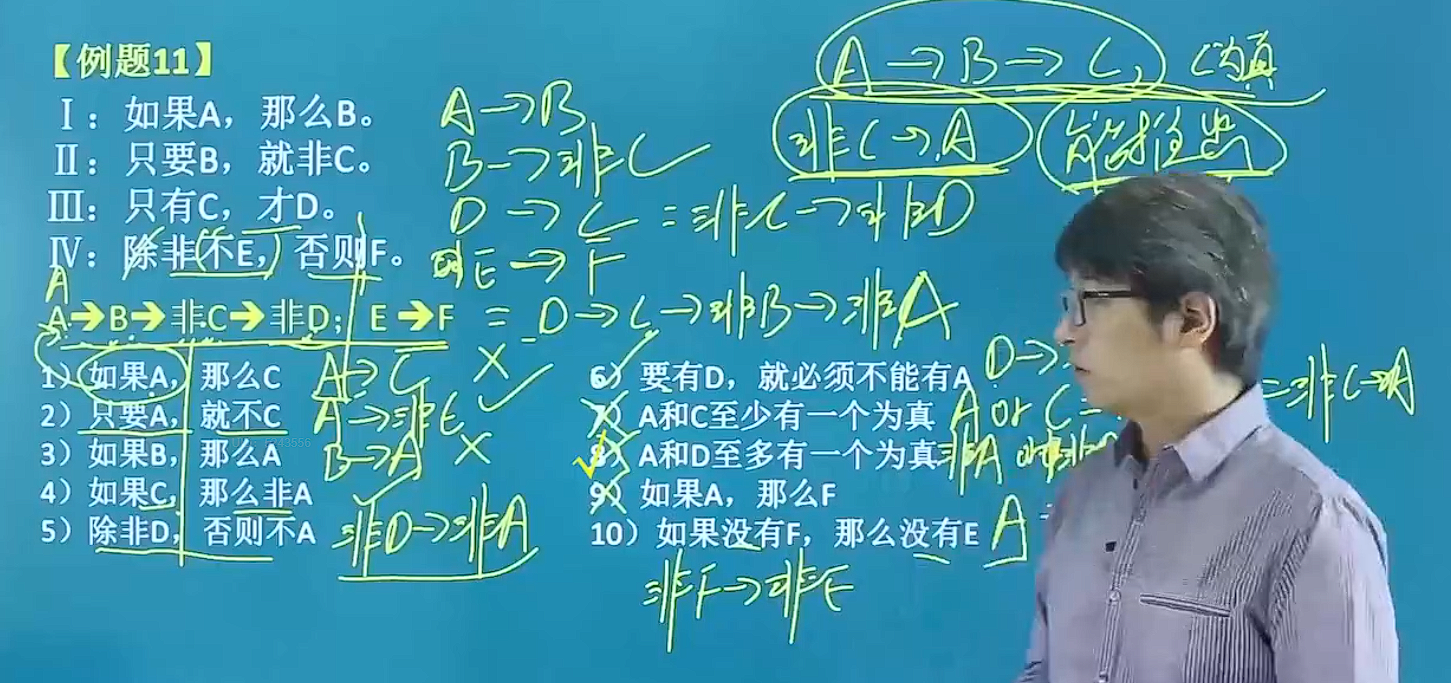 【例题11】
Ⅰ：如果A，那么B。
Ⅱ：只要B，就非C。
Ⅲ：只有C，才D。
Ⅳ：除非不E，否则F。
A→B→非C→非D； E→F
1）如果A，那么C
2）只要A，就不C
3）如果B，那么A
4）如果C，那么非A
5）除非D，否则不A
6）要有D，就必须不能有A
7）A和C至少有一个为真
8）A和D至多有一个为真
9）如果A，那么F
10）如果没有F，那么没有E
A→B
B→非C
D→C =非C→非D
E→F
= D→C→非B→非A
A→C ×
A→非C ✓
B→A ×
非D→非A
A→B→C， C为真
非C→A 能推出
D→
A or C =
=非C→A
非A or 非
A
非F→非E